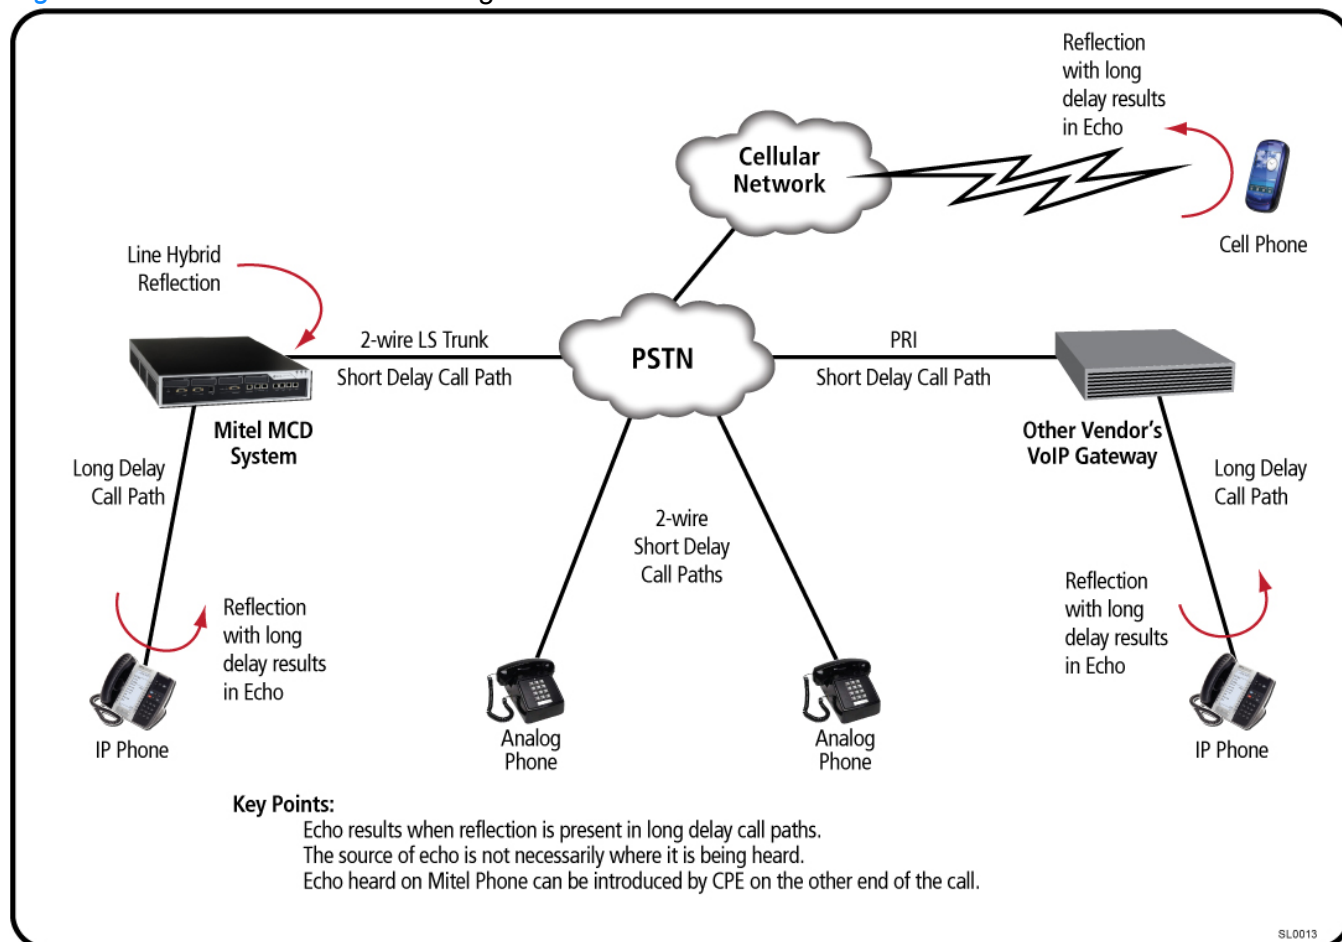 Reflection
with long
delay results
in Echo
Cellular
Network
Cell Phone
Line Hybrid
Reflection
2-wire LS Trunk
Short Delay Call Path
PSTN
PRI
Short Delay Call Path
Mitel MCD
System
Other Vendor's
VoIP Gateway
Long Delay
Call Path
Long Delay
Call Path
2-wire
Short Delay
Call Paths
Reflection
with long
delay results
in Echo
Reflection
with long
delay results
in Echo
IP Phone
Analog
Phone
Analog
Phone
IP Phone
Key Points:
Echo results when reflection is present in long delay call paths.
The source of echo is not necessarily where it is being heard.
Echo heard on Mitel Phone can be introduced by CPE on the other end of the call.
SL0013